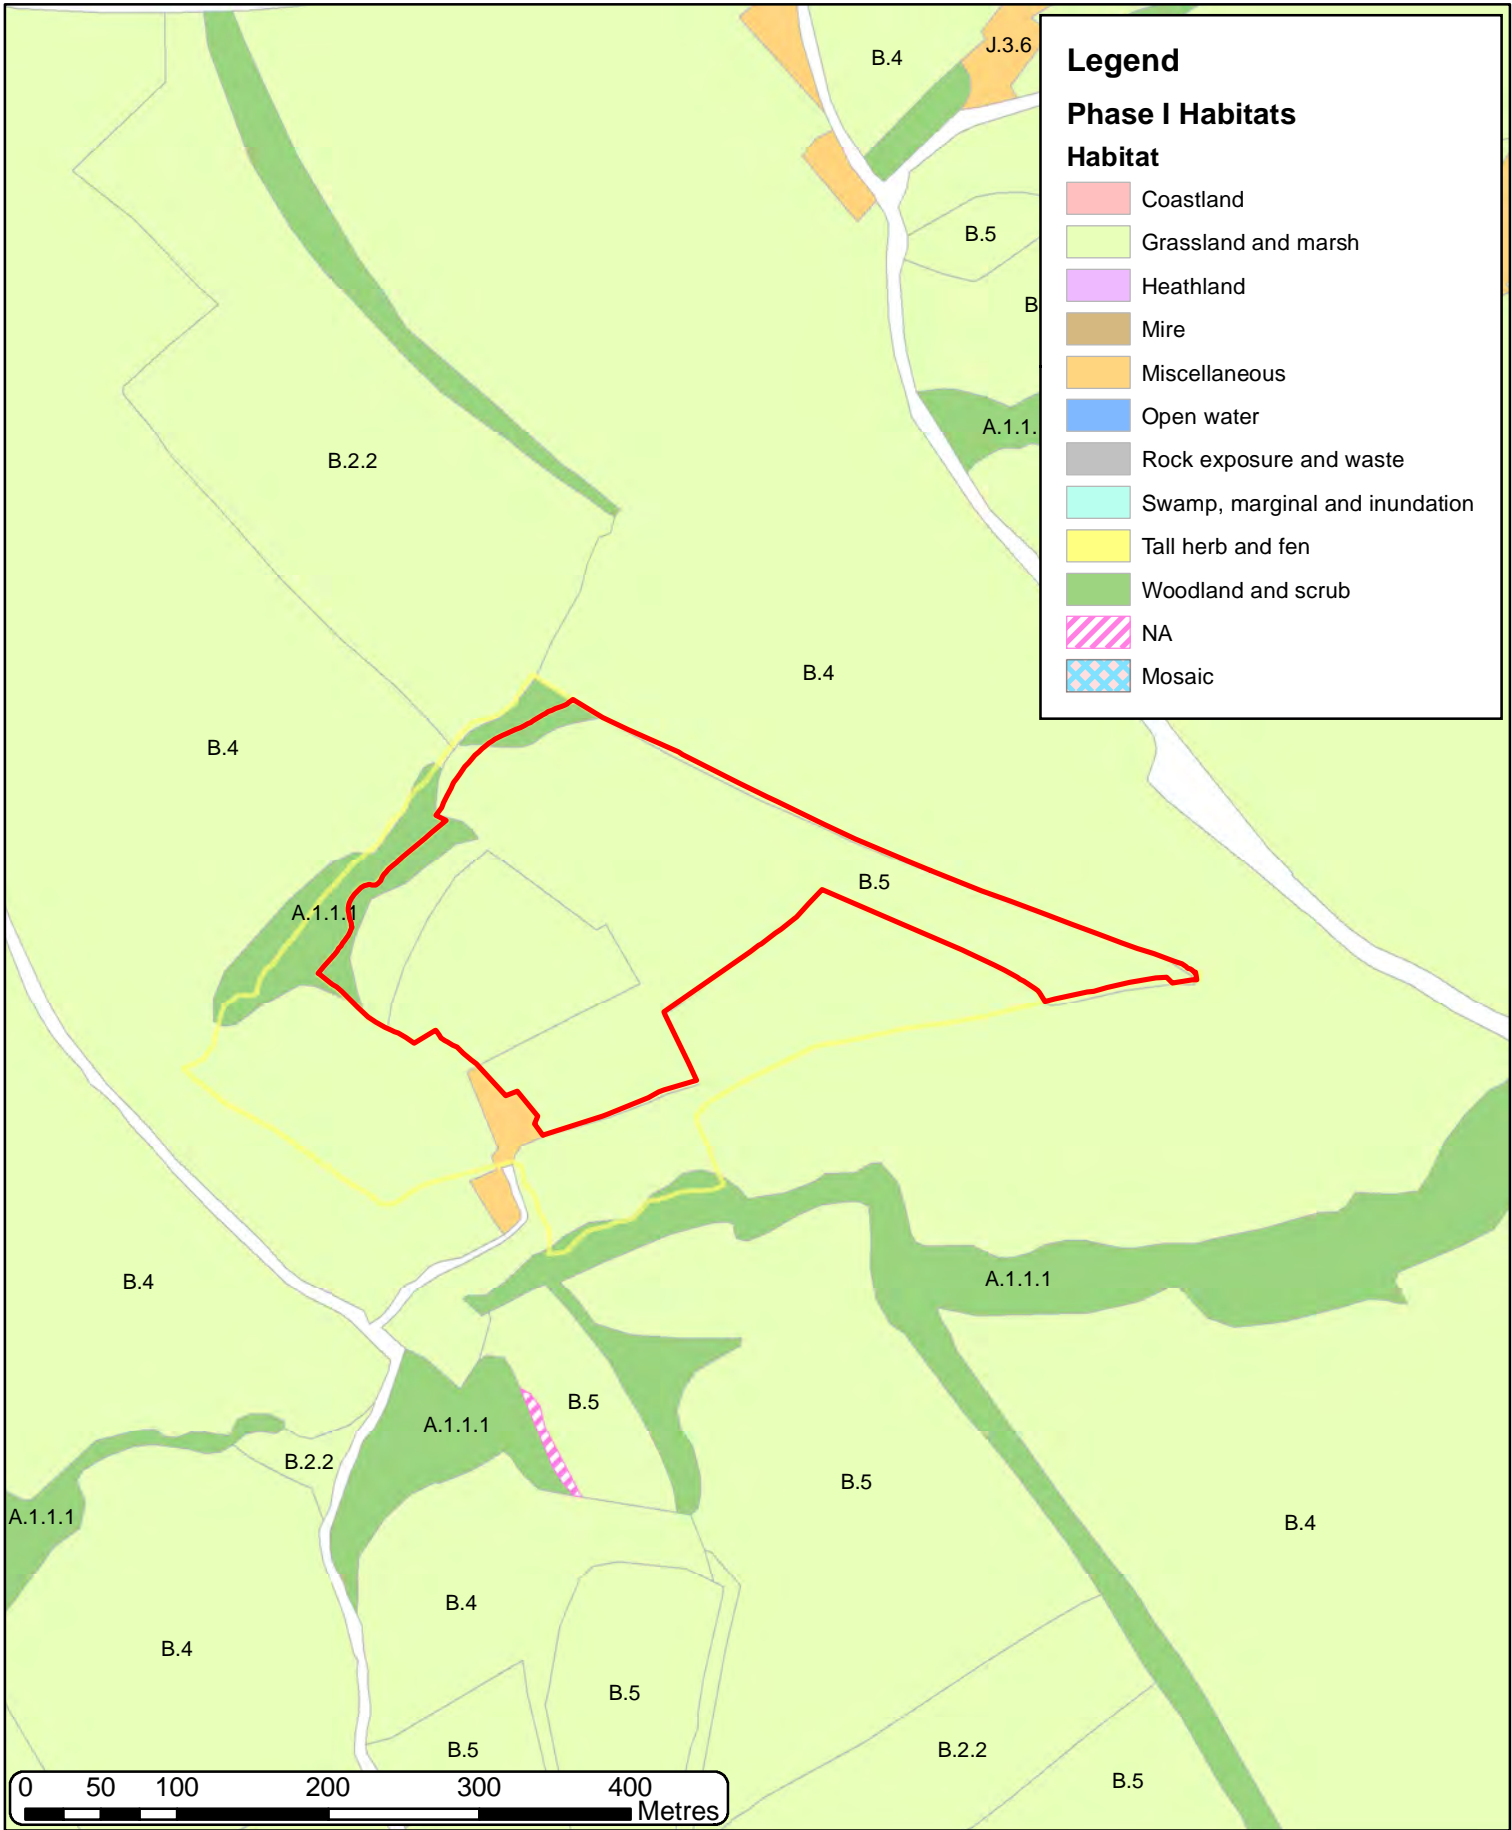 B.4
J.3.6
Legend
Phase I Habitats
Habitat
Coastland
Grassland and marsh
Heathland
Mire
Miscellaneous
Open water
Rock exposure and waste
Swamp, marginal and inundation
Tall herb and fen
Woodland and scrub
NA
Mosaic
B.5
B
A.1.1.
B.2.2
B.4
B.4
B.5
A.1.1.1
B.4
A.1.1.1
B.5
A.1.1.1
B.2.2
B.5
A.1.1.1
B.4
B.4
B.4
B.5
B.5
B.2.2
B.5
0 50 100 200 300 400
Metres